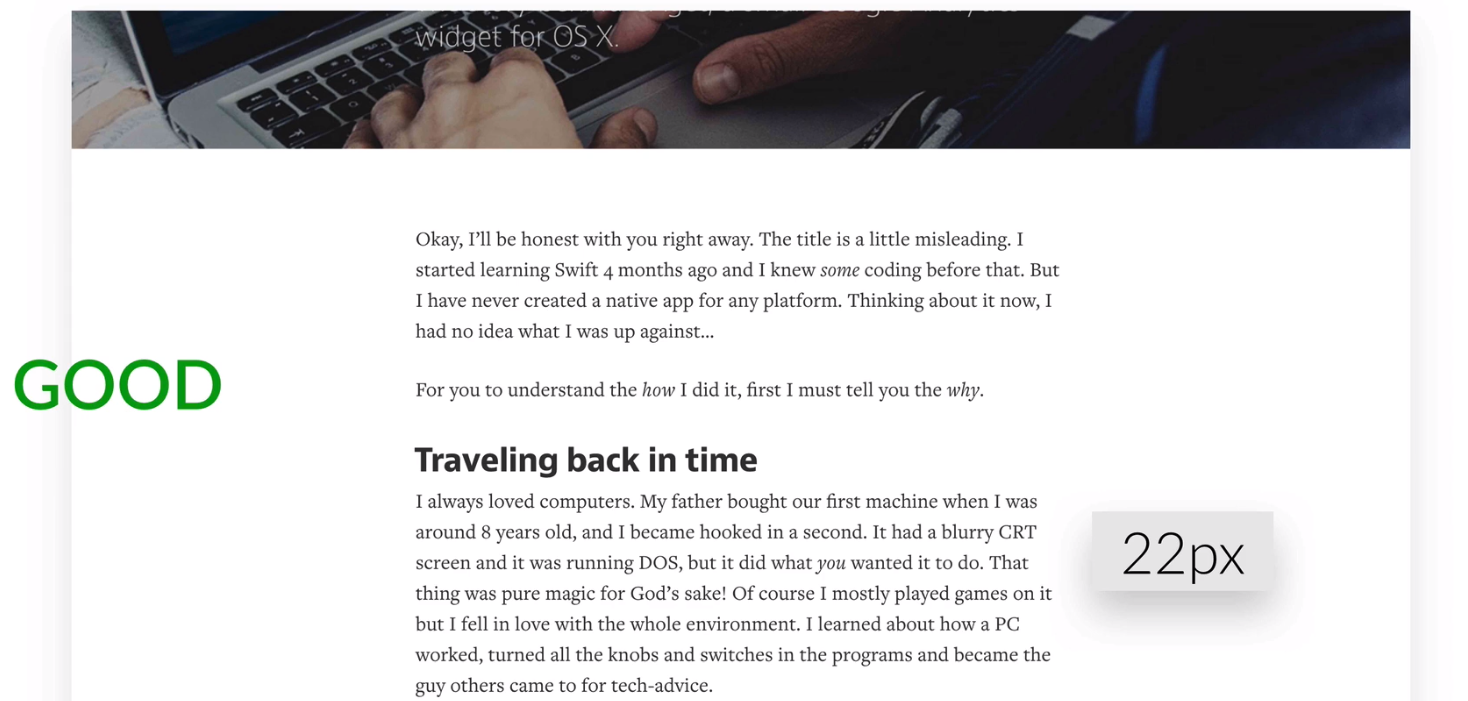 widget for OS X.
Okay, I’ll be honest with you right away. The title is a little misleading. I
started learning Swift 4 months ago and I knew some coding before that. But
I have never created a native app for any platform. Thinking about it now, I
had no idea what I was up against...
GOOD
For you to understand the how I did it, first I must tell you the why.
Traveling back in time
I always loved computers. My father bought our first machine when I was
around 8 years old, and I became hooked in a second. It had a blurry CRT
screen and it was running DOS, but it did what you wanted it to do. That
thing was pure magic for God’s sake! Of course I mostly played games on it
but I fell in love with the whole environment. I learned about how a PC
worked, turned all the knobs and switches in the programs and became the
guy others came to for tech-advice.
22px